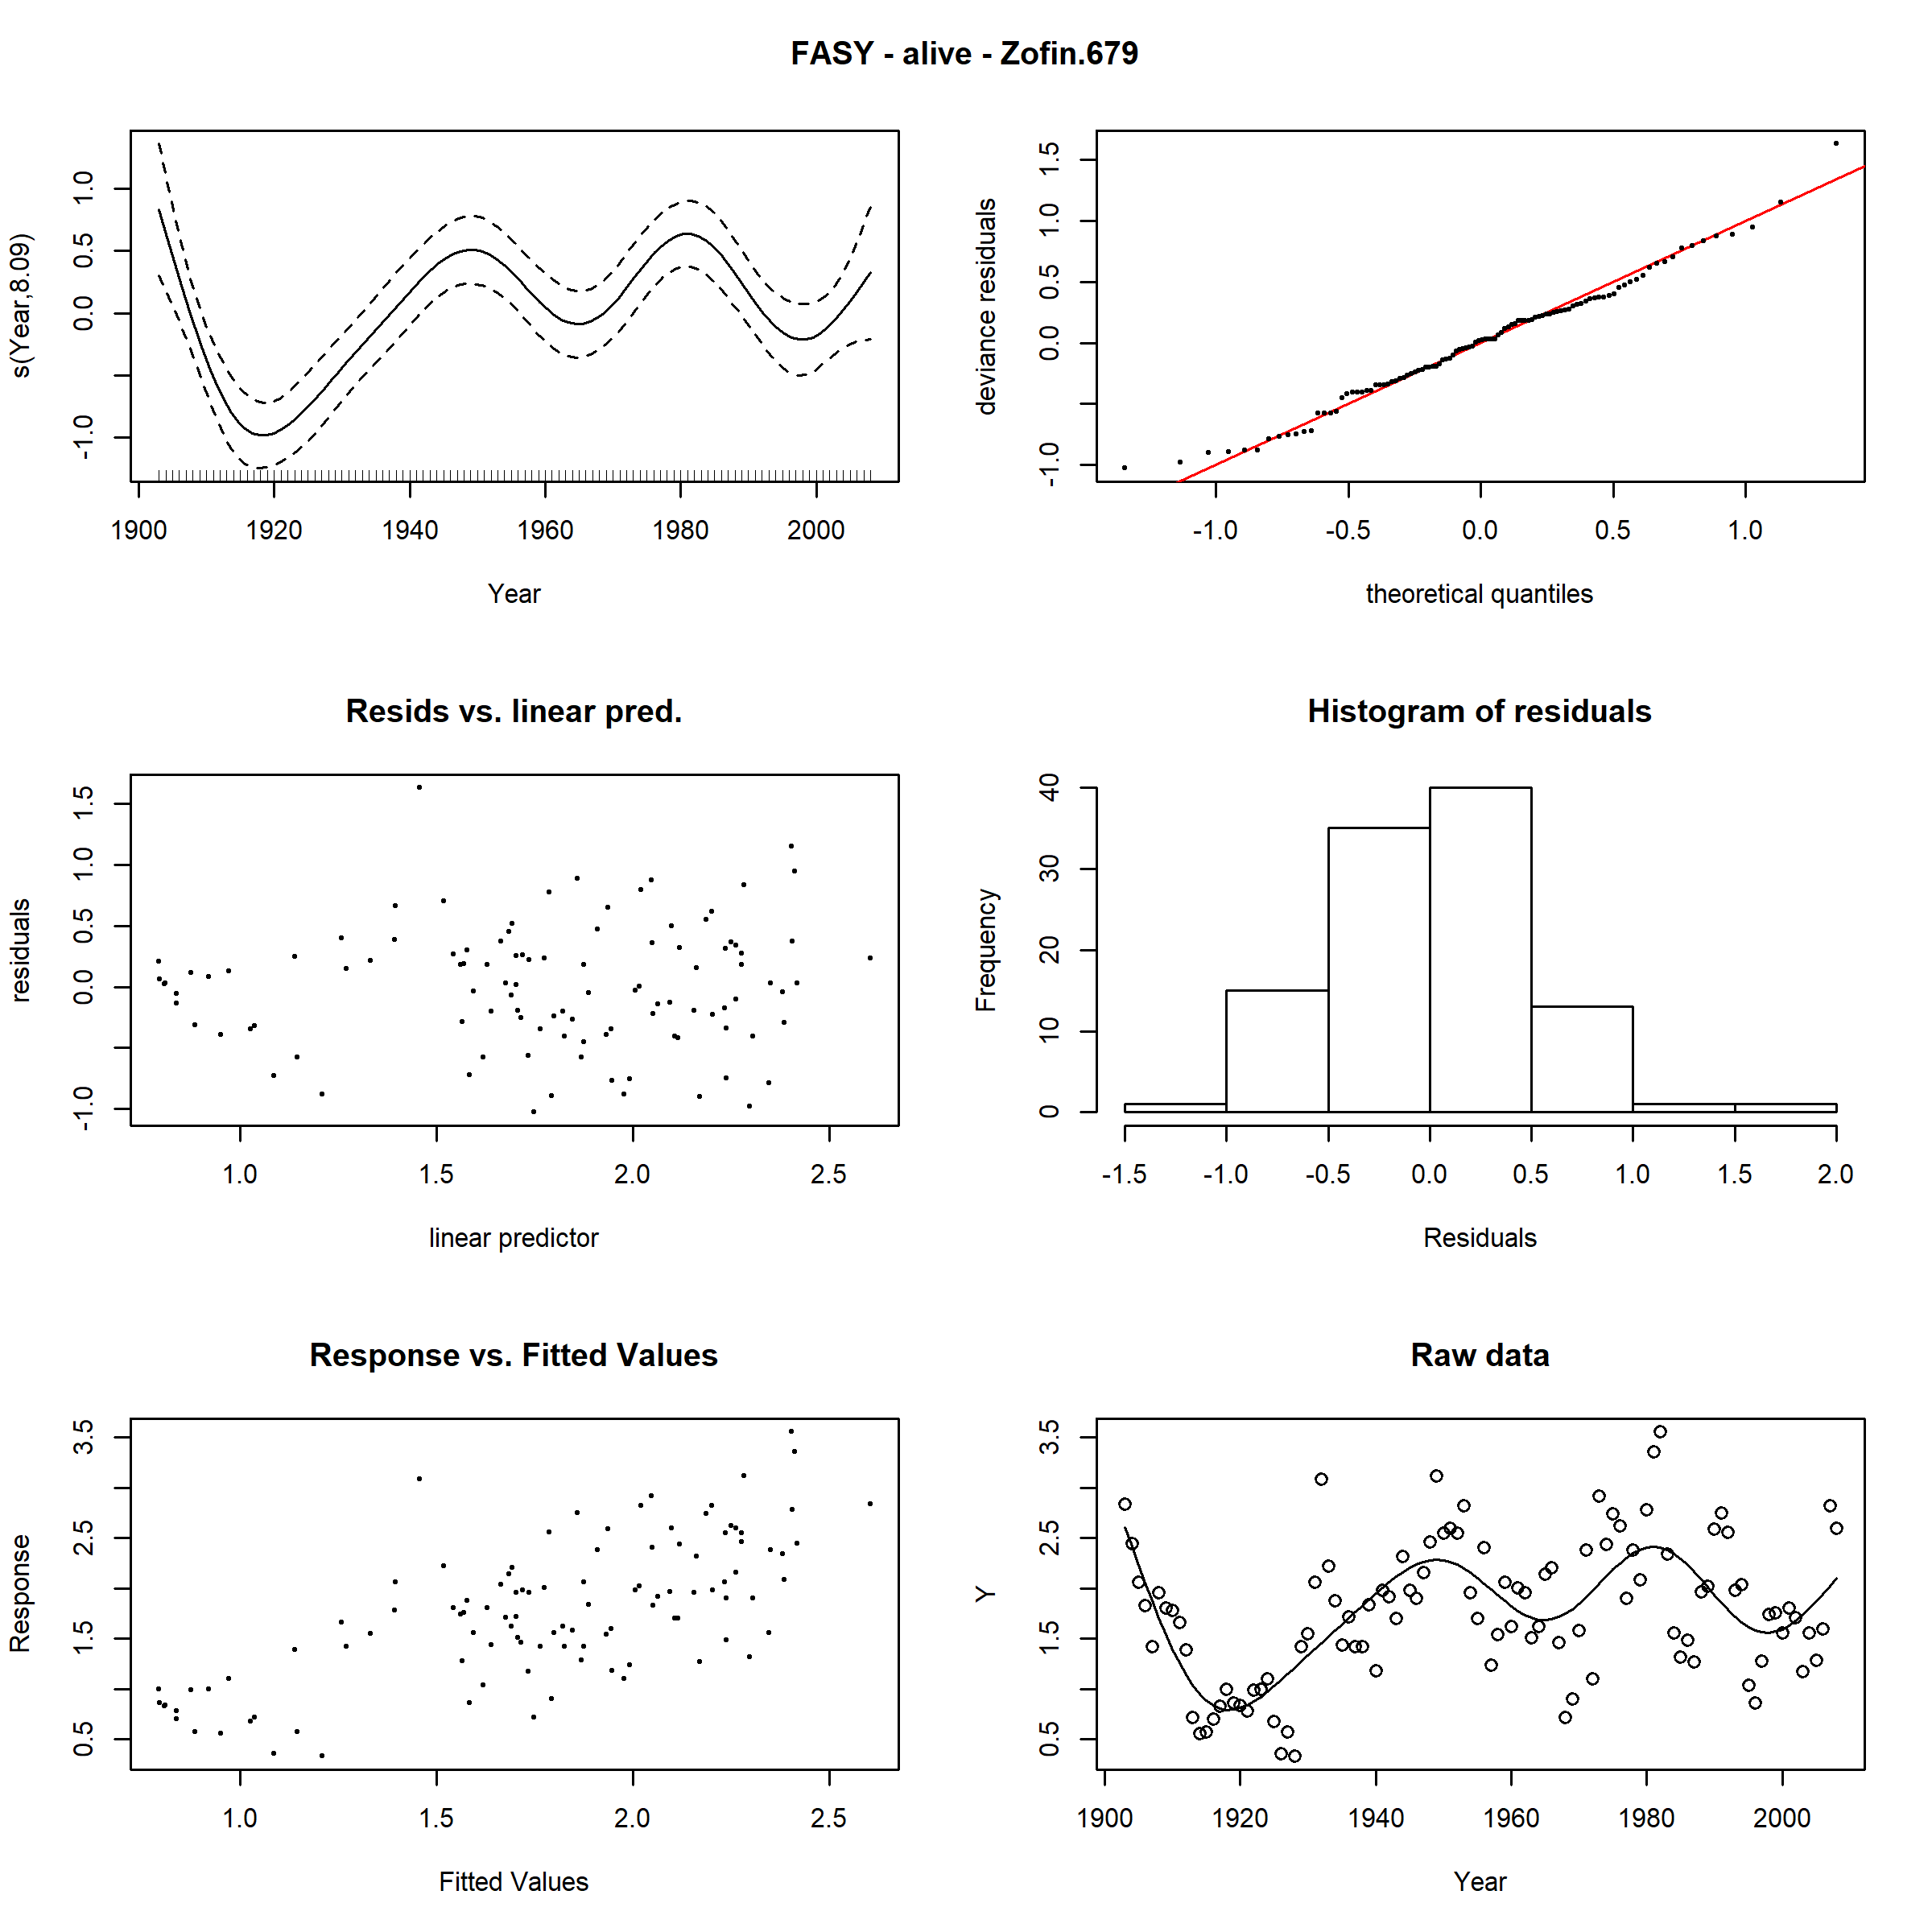 FASY - alive - Zofin.679
s(Year,8.09)
-1.0 0.0 0.5 1.0
1900 1920 1940 1960 1980 2000
Year
deviance residuals
-1.0 0.0 0.5 1.0 1.5
-1.0 -0.5 0.0 0.5 1.0
theoretical quantiles
Resids vs. linear pred.
residuals
-1.0 0.0 0.5 1.0 1.5
1.0 1.5 2.0 2.5
linear predictor
Histogram of residuals
Frequency
0 10 20 30 40
-1.5 -1.0 -0.5 0.0 0.5 1.0 1.5 2.0
Residuals
Response vs. Fitted Values
Response
0.5 1.5 2.5 3.5
1.0 1.5 2.0 2.5
Fitted Values
Raw data
Y
0.5 1.5 2.5 3.5
1900 1920 1940 1960 1980 2000
Year